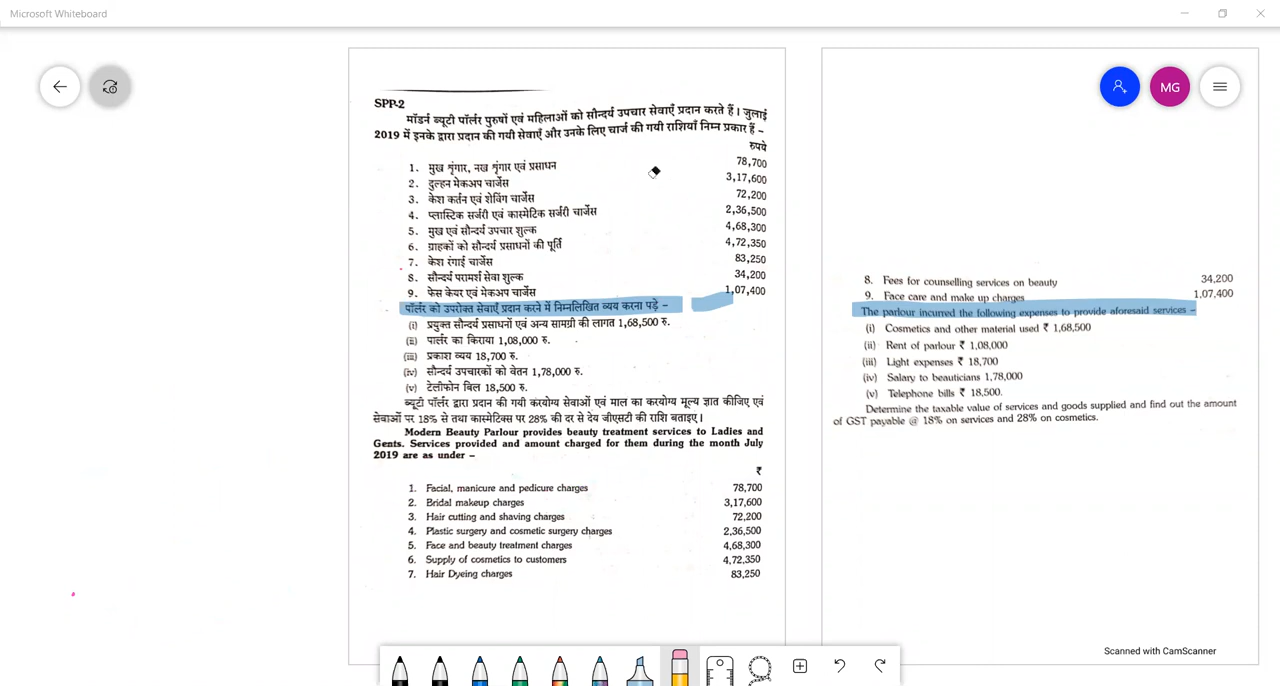 Microsoft Whiteboard
MG
SPP-2
मॉडर्न ब्यूटी पॉर्लर पुरुषों एवं महिलाओं को सौन्दर्य उपचार सेवाएँ प्रदान करते हैं। जुलाई
2019 में इनके द्वारा प्रदान की गयी सेवाएँ और उनके लिए चार्ज की गयी राशियाँ निम्न प्रकार हैं –
रुपये
1. मुख शृंगार, नख शृंगार एवं प्रसाधन 78,700
2. दुल्हन मेकअप चार्जेस 3,17,600
3. केश कर्तन एवं शेविंग चार्जेस 72,200
4. प्लास्टिक सर्जरी एवं कास्मेटिक सर्जरी चार्जेस 2,36,500
5. मुख एवं सौन्दर्य उपचार शुल्क 4,68,300
6. ग्राहकों को सौन्दर्य प्रसाधनों की पूर्ति 4,72,350
7. केश रंगाई चार्जेस 83,250
8. सौन्दर्य परामर्श सेवा शुल्क 34,200
9. फेस केयर एवं मेकअप चार्जेस 1,07,400
पॉर्लर को उपरोक्त सेवाएँ प्रदान करने में निम्नलिखित व्यय करना पड़े –
(i) प्रयुक्त सौन्दर्य प्रसाधनों एवं अन्य सामग्री की लागत 1,68,500 रु.
(ii) पार्लर का किराया 1,08,000 रु.
(iii) प्रकाश व्यय 18,700 रु.
(iv) सौन्दर्य उपचारकों को वेतन 1,78,000 रु.
(v) टेलीफोन बिल 18,500 रु.
ब्यूटी पॉर्लर द्वारा प्रदान की गयी करयोग्य सेवाओं एवं माल का करयोग्य मूल्य ज्ञात कीजिए एवं
सेवाओं पर 18% से तथा कास्मेटिक्स पर 28% की दर से देय जीएसटी की राशि बताइए।
Modern Beauty Parlour provides beauty treatment services to Ladies and
Gents. Services provided and amount charged for them during the month July
2019 are as under –
₹
1. Facial, manicure and pedicure charges 78,700
2. Bridal makeup charges 3,17,600
3. Hair cutting and shaving charges 72,200
4. Plastic surgery and cosmetic surgery charges 2,36,500
5. Face and beauty treatment charges 4,68,300
6. Supply of cosmetics to customers 4,72,350
7. Hair Dyeing charges 83,250
8. Fees for counselling services on beauty 34,200
9. Face care and make up charges 1,07,400
The parlour incurred the following expenses to provide aforesaid services –
(i) Cosmetics and other material used ₹ 1,68,500
(ii) Rent of parlour ₹ 1,08,000
(iii) Light expenses ₹ 18,700
(iv) Salary to beauticians 1,78,000
(v) Telephone bills ₹ 18,500.
Determine the taxable value of services and goods supplied and find out the amount
of GST payable @ 18% on services and 28% on cosmetics.
Scanned with CamScanner